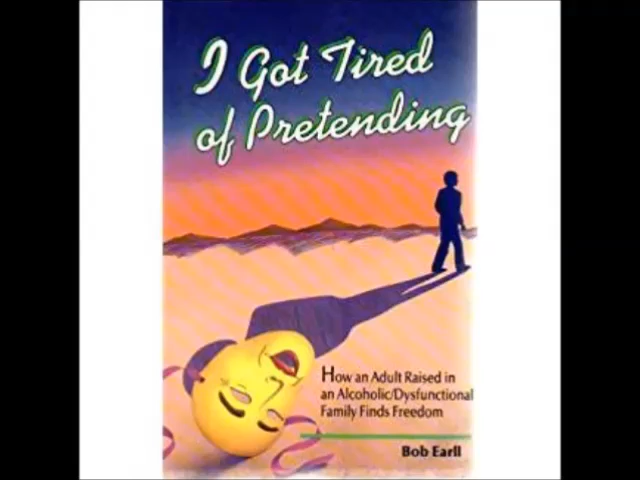 I Got Tired
of Pretending
How an Adult Raised in
an Alcoholic/Dysfunctional
Family Finds Freedom
Bob Earll